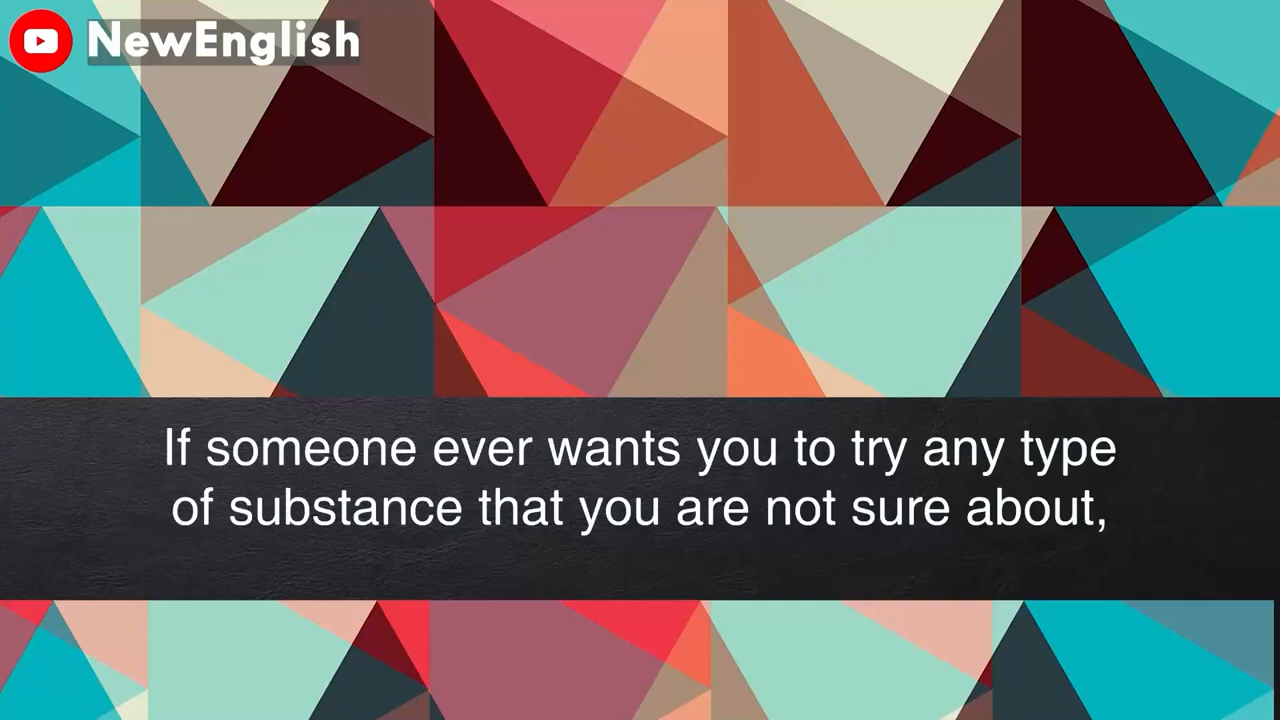 NewEnglish
If someone ever wants you to try any type
of substance that you are not sure about,